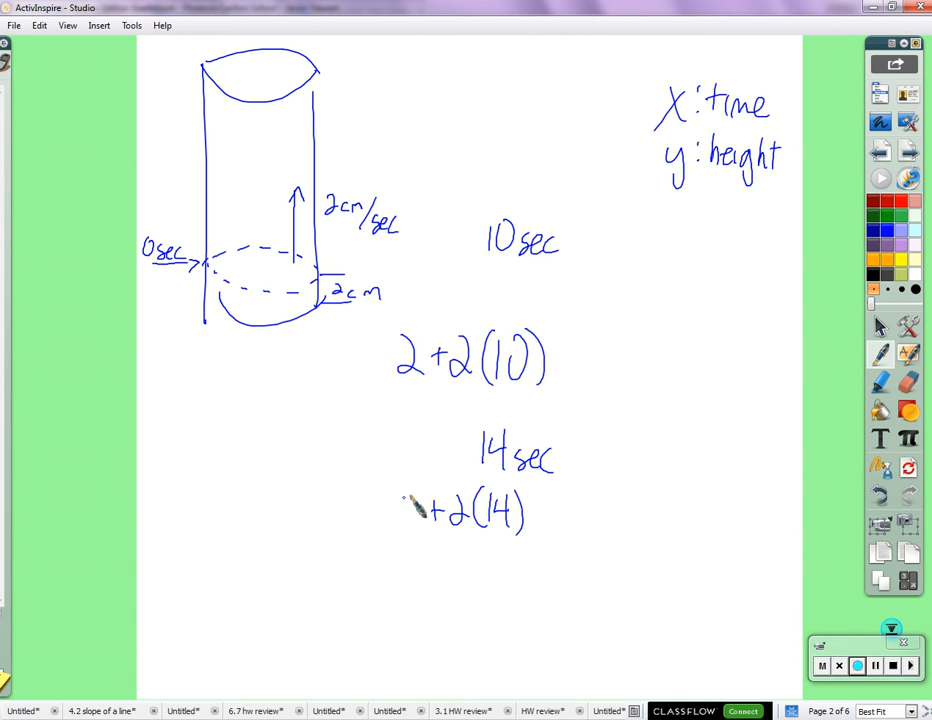 ActivInspire - Studio
File Edit View Insert Tools Help
x: time
y: height
2cm/sec
10sec
0sec
2cm
2+2(10)
14sec
+2(14)
Untitled* 4.2 slope of a line* Untitled* 6.7 hw review* Untitled* Untitled* 3.1 HW review* HW review* Untitled* CLASSFLOW Connect Page 2 of 6 Best Fit
M